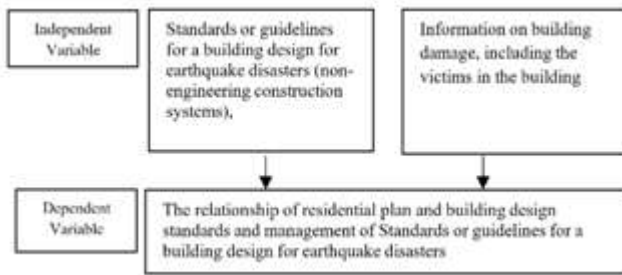 Independent
Variable
Standards or guidelines
for a building design for
earthquake disasters (non-
engineering construction
systems),
Information on building
damage, including the
victims in the building
Dependent
Variable
The relationship of residential plan and building design
standards and management of Standards or guidelines for a
building design for earthquake disasters